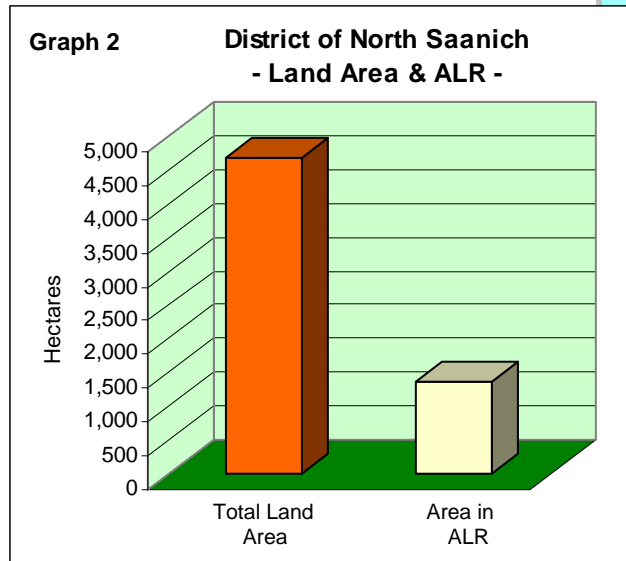 Graph 2
District of North Saanich
- Land Area & ALR -
5,000
4,500
4,000
3,500
3,000
2,500
2,000
1,500
1,000
500
0
Hectares
Total Land
Area
Area in
ALR